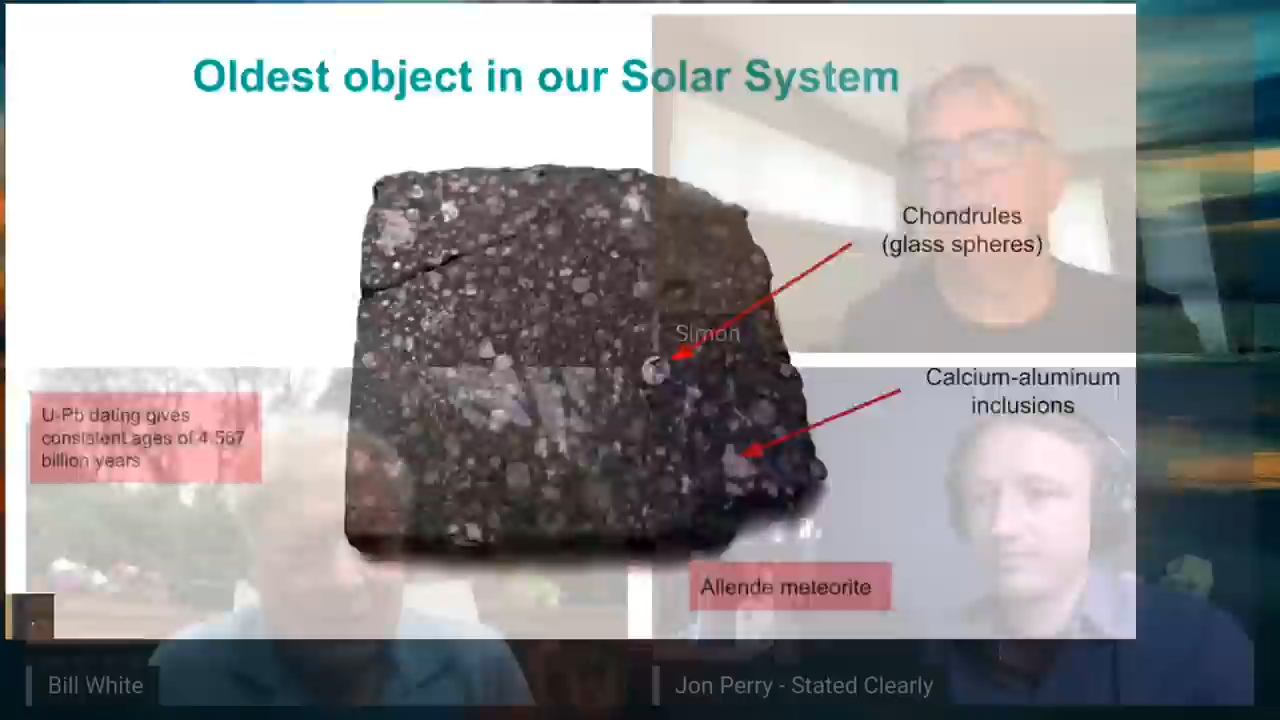 Oldest object in our Solar System
Chondrules
(glass spheres)
Simon
Calcium-aluminum
inclusions
U-Pb dating gives
consistent ages of 4.567
billion years
Allende meteorite
Bill White
Jon Perry - Stated Clearly